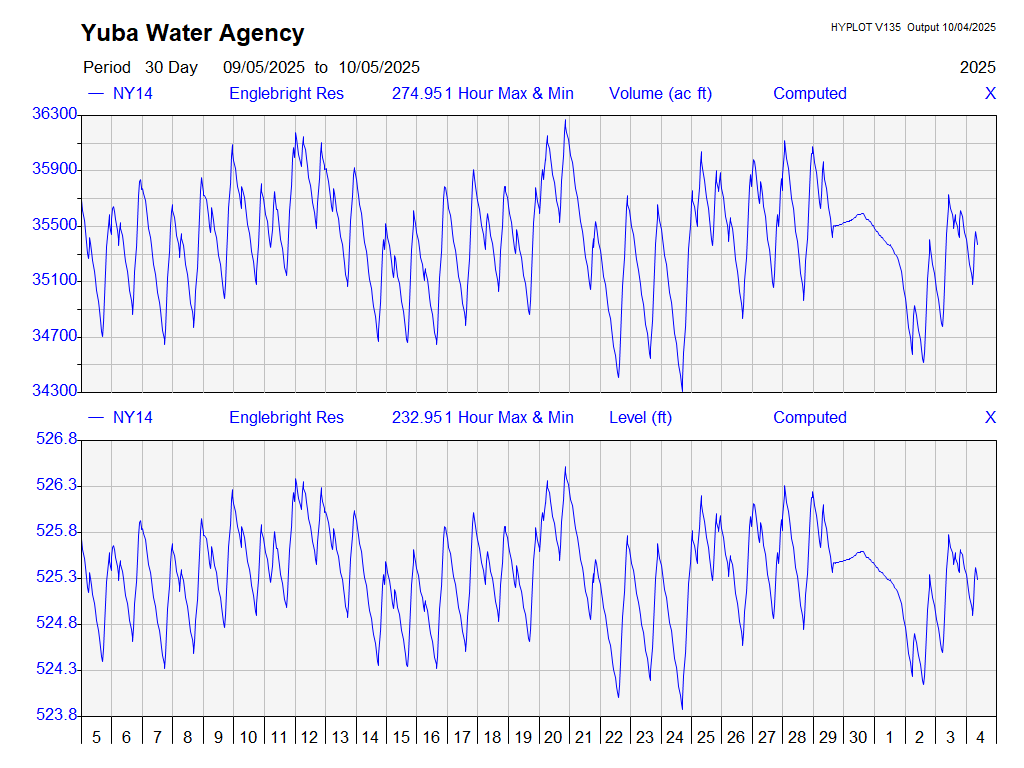 Yuba Water Agency
HYPLOT V135 Output 10/04/2025
Period 30 Day 09/05/2025 to 10/05/2025 2025
NY14 Englebright Res 274.951 Hour Max & Min Volume (ac ft) Computed X
36300
35900
35500
35100
34700
34300
NY14 Englebright Res 232.951 Hour Max & Min Level (ft) Computed X
526.8
526.3
525.8
525.3
524.8
524.3
523.8
5 6 7 8 9 10 11 12 13 14 15 16 17 18 19 20 21 22 23 24 25 26 27 28 29 30 1 2 3 4